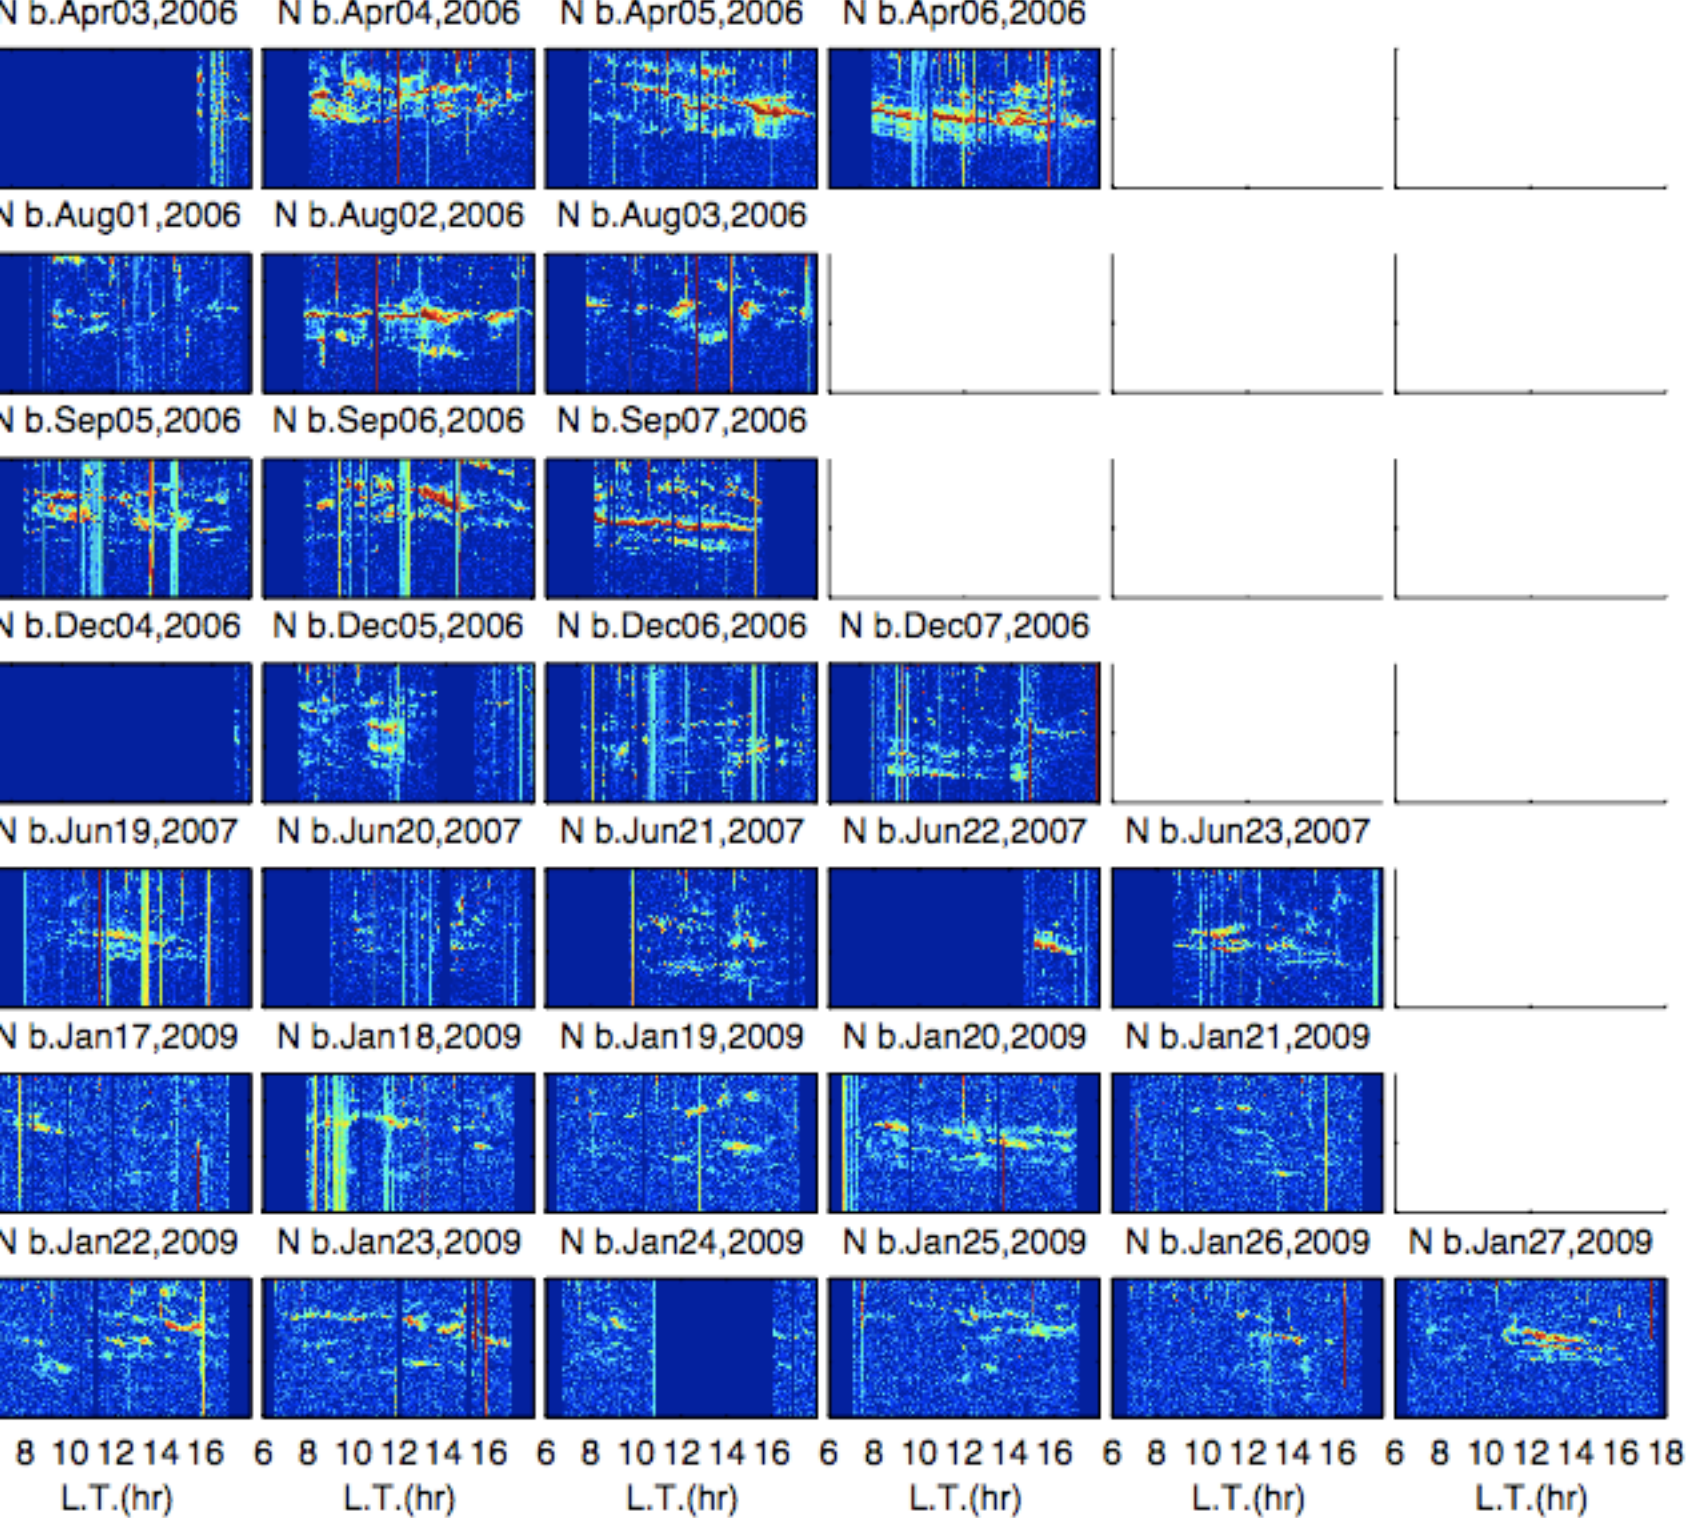 N b.Apr03,2006 N b.Apr04,2006 N b.Apr05,2006 N b.Apr06,2006
N b.Aug01,2006 N b.Aug02,2006 N b.Aug03,2006
N b.Sep05,2006 N b.Sep06,2006 N b.Sep07,2006
N b.Dec04,2006 N b.Dec05,2006 N b.Dec06,2006 N b.Dec07,2006
N b.Jun19,2007 N b.Jun20,2007 N b.Jun21,2007 N b.Jun22,2007 N b.Jun23,2007
N b.Jan17,2009 N b.Jan18,2009 N b.Jan19,2009 N b.Jan20,2009 N b.Jan21,2009
N b.Jan22,2009 N b.Jan23,2009 N b.Jan24,2009 N b.Jan25,2009 N b.Jan26,2009 N b.Jan27,2009
8 10 12 14 16 6 8 10 12 14 16 6 8 10 12 14 16 6 8 10 12 14 16 6 8 10 12 14 16 6 8 10 12 14 16 18
L.T.(hr) L.T.(hr) L.T.(hr) L.T.(hr) L.T.(hr) L.T.(hr)